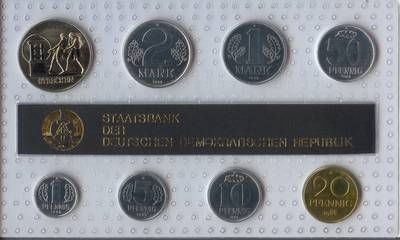 2
MARK
1
MARK
50
PFENNIG
STAATSBANK
DER
DEUTSCHEN DEMOKRATISCHEN REPUBLIK
1
PFENNIG
5
PFENNIG
10
PFENNIG
20
PFENNIG